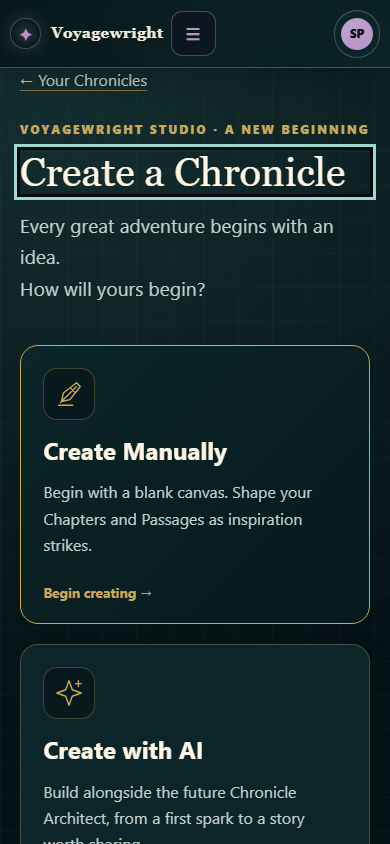 Voyagewright
SP
← Your Chronicles
VOYAGEWRIGHT STUDIO · A NEW BEGINNING
Create a Chronicle
Every great adventure begins with an
idea.
How will yours begin?
Create Manually
Begin with a blank canvas. Shape your
Chapters and Passages as inspiration
strikes.
Begin creating →
Create with AI
Build alongside the future Chronicle
Architect, from a first spark to a story
worth sharing.